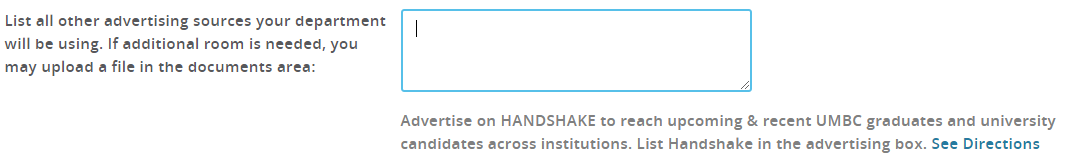 List all other advertising sources your department
will be using. If additional room is needed, you
may upload a file in the documents area:
Advertise on HANDSHAKE to reach upcoming & recent UMBC graduates and university
candidates across institutions. List Handshake in the advertising box. See Directions